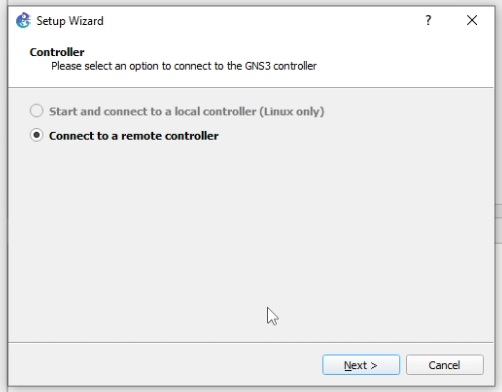 Setup Wizard
?
Controller
Please select an option to connect to the GNS3 controller
Start and connect to a local controller (Linux only)
Connect to a remote controller
Next >
Cancel